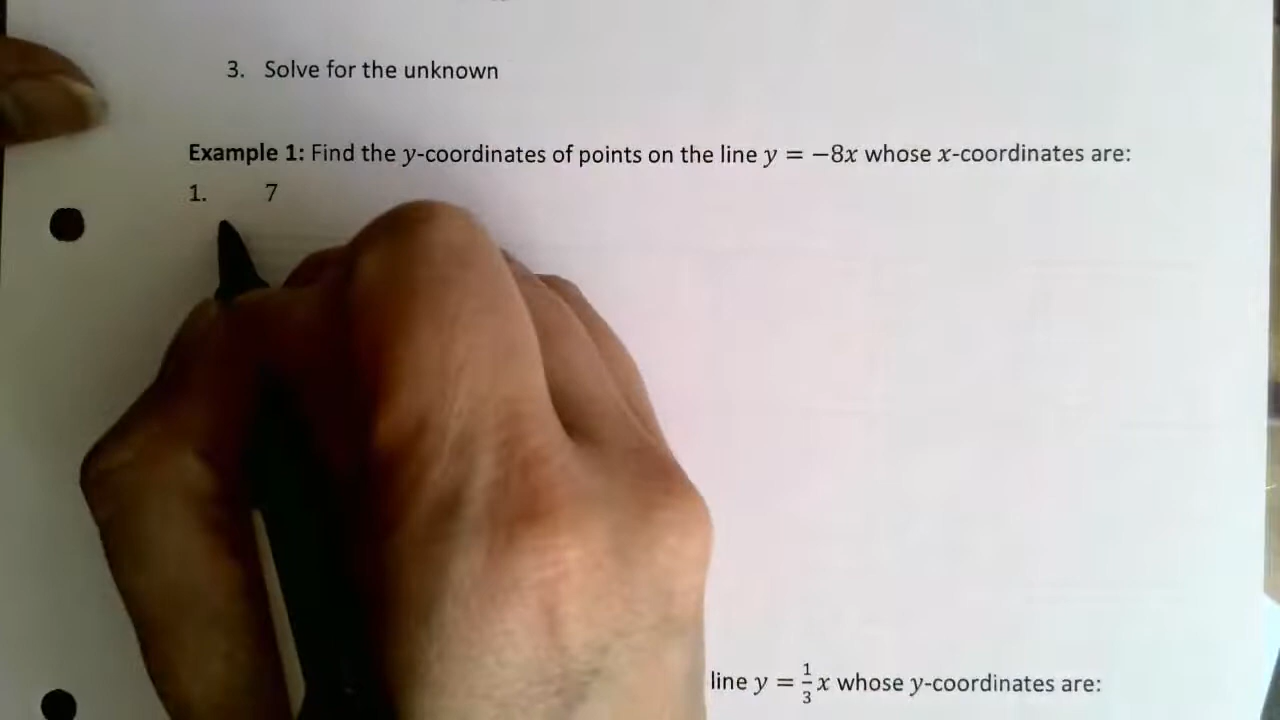 3. Solve for the unknown
Example 1: Find the y-coordinates of points on the line y = −8x whose x-coordinates are:
1. 7
line y = 1/3 x whose y-coordinates are: